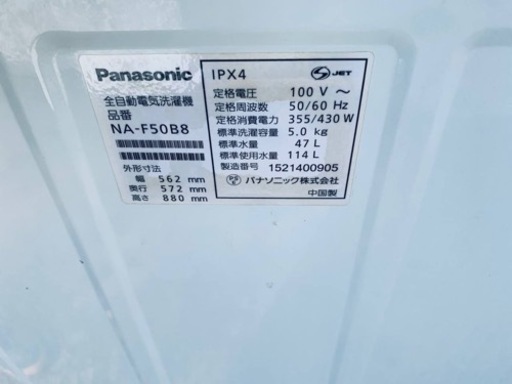 Panasonic
全自動電気洗濯機
品番
NA-F50B8
外形寸法
幅 562 mm
奥行 572 mm
高さ 880 mm
IPX4
S JET
定格電圧 100 V ～
定格周波数 50/60 Hz
定格消費電力 355/430 W
標準洗濯容量 5.0 kg
標準水量 47 L
標準使用水量 114 L
製造番号 1521400905
パナソニック株式会社
中国製